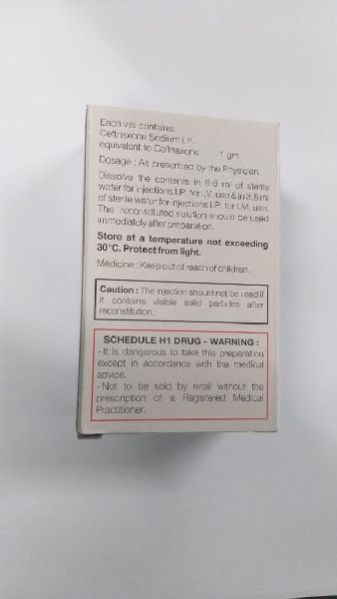 Each vial contains:
Ceftriaxone Sodium I.P.
equivalent to Ceftriaxone 1 gm
Dosage : As prescribed by the Physician.
Dissolve the contents in 9.6 ml of sterile
water for injections I.P. for I.V. use & in 3.5 ml
of sterile water for injections I.P. for I.M. use.
The reconstituted solution should be used
immediately after preparation.
Store at a temperature not exceeding
30°C. Protect from light.
Medicine : Keep out of reach of children.
Caution : The injection should not be used if
it contains visible solid particles after
reconstitution.
SCHEDULE H1 DRUG - WARNING :
-It is dangerous to take this preparation
except in accordance with the medical
advice.
-Not to be sold by retail without the
prescription of a Registered Medical
Practitioner.